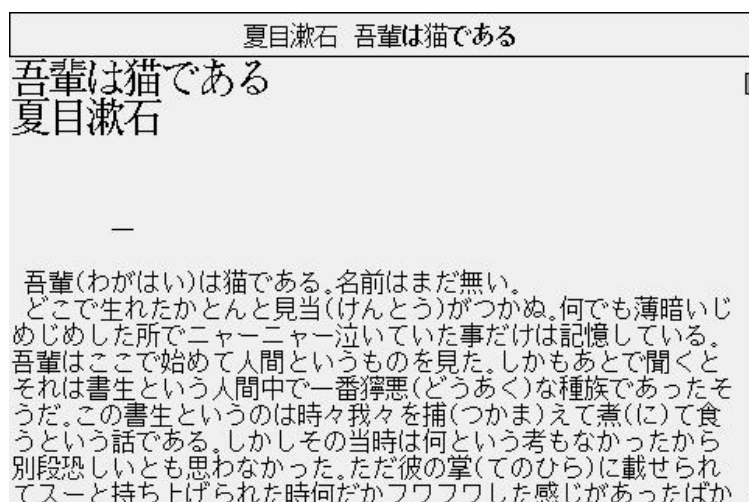 夏目漱石 吾輩は猫である
吾輩は猫である
夏目漱石
一
吾輩(わがはい)は猫である。名前はまだ無い。
どこで生れたかとんと見当(けんとう)がつかぬ。何でも薄暗いじ
めじめした所でニャーニャー泣いていた事だけは記憶している。
吾輩はここで始めて人間というものを見た。しかもあとで聞くと
それは書生という人間中で一番獰悪(どうあく)な種族であったそ
うだ。この書生というのは時々我々を捕(つかま)えて煮(に)て食
うという話である。しかしその当時は何という考もなかったから
別段恐しいとも思わなかった。ただ彼の掌(てのひら)に載せられ
てスーと持ち上げられた時何だかフワフワした感じがあったばか